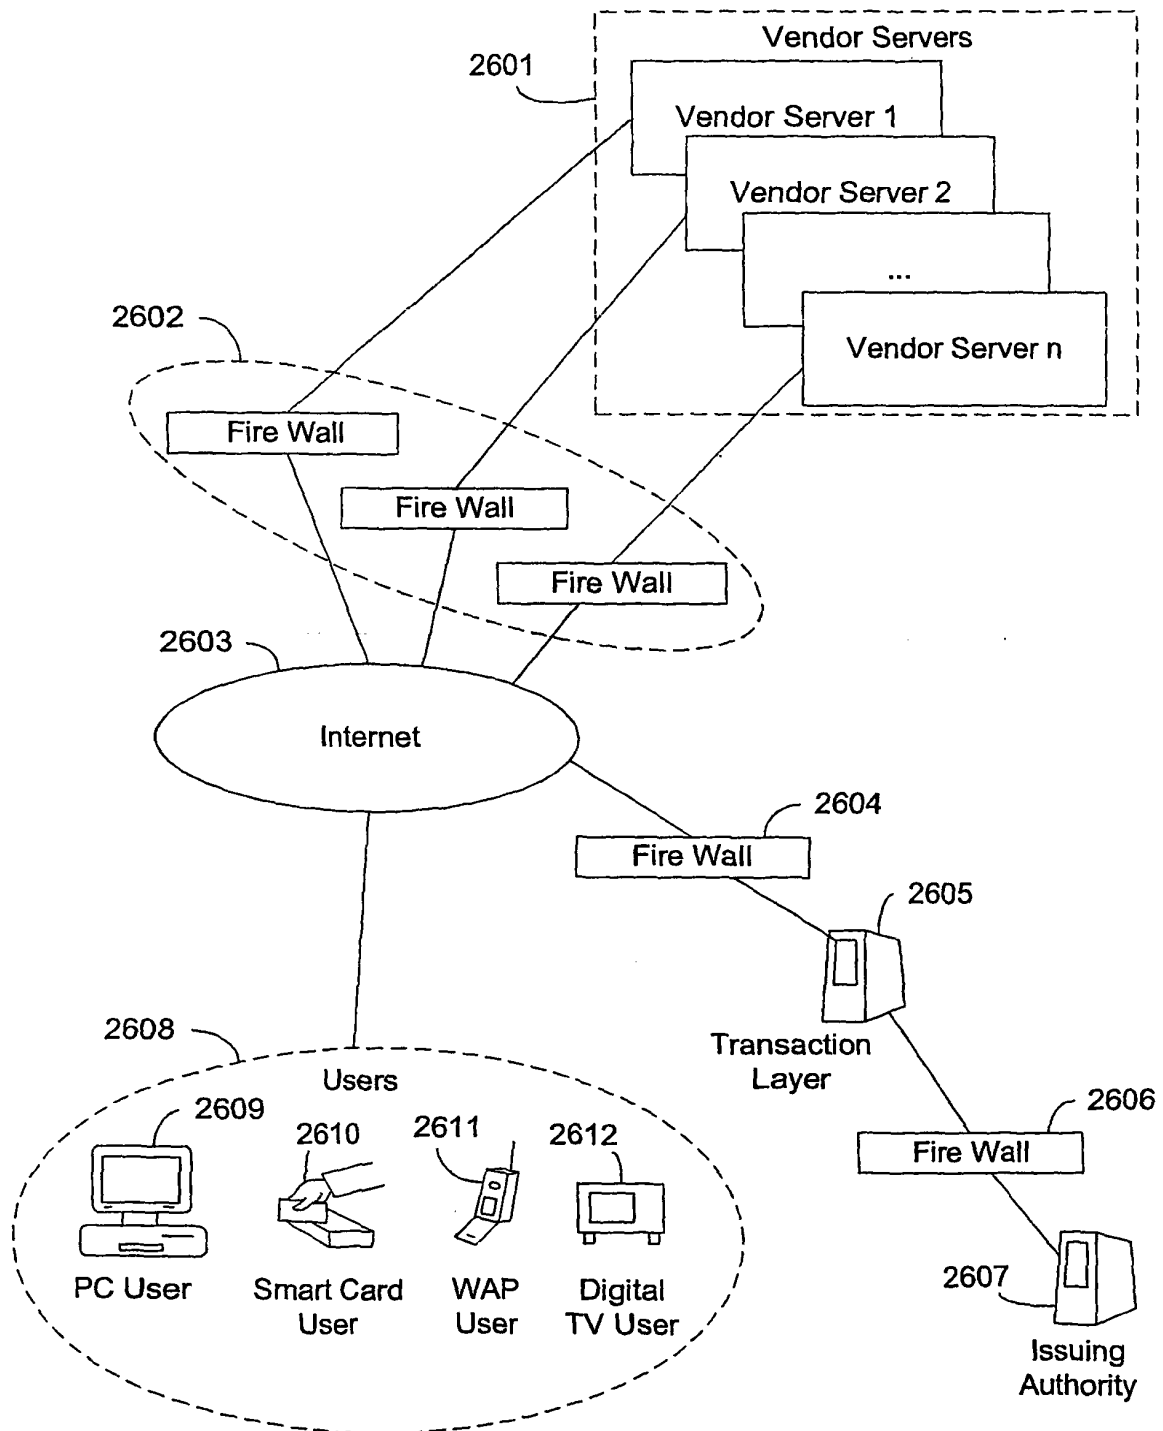 Vendor Servers
2601
Vendor Server 1
Vendor Server 2
...
Vendor Server n
2602
Fire Wall
Fire Wall
Fire Wall
2603
Internet
2604
Fire Wall
2605
Transaction
Layer
2606
Fire Wall
2607
Issuing
Authority
2608
Users
2609
2610
2611
2612
PC User
Smart Card
User
WAP
User
Digital
TV User